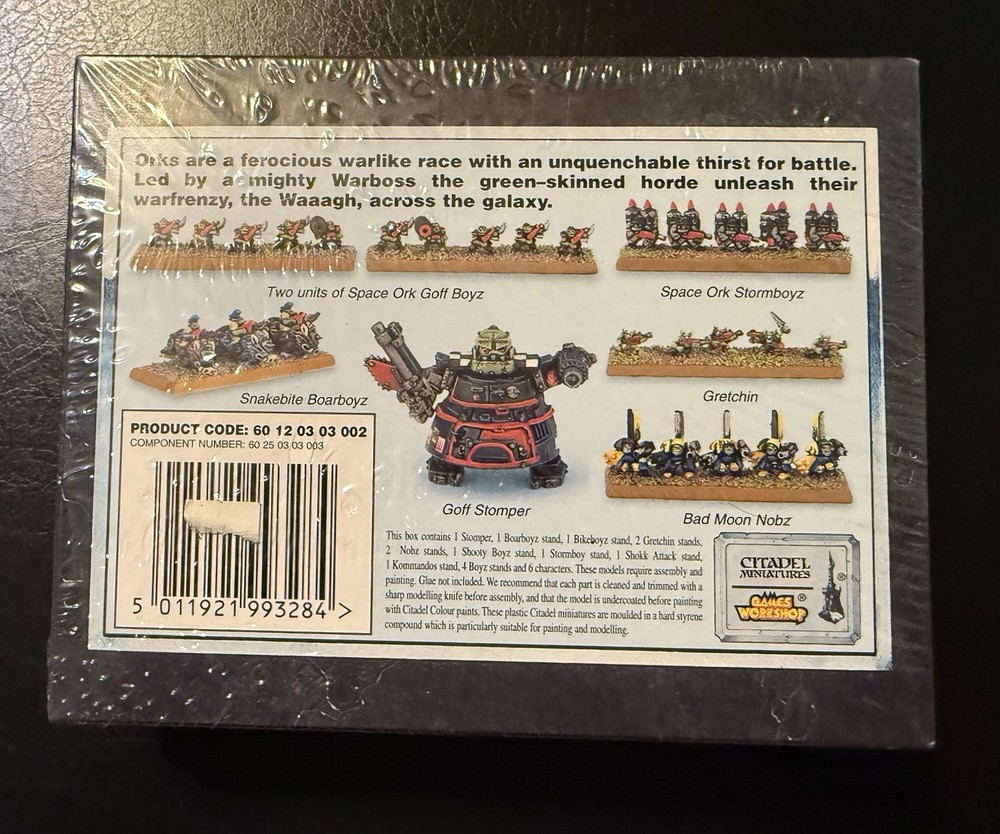 Orks are a ferocious warlike race with an unquenchable thirst for battle.
Led by a mighty Warboss the green-skinned horde unleash their
warfrenzy, the Waaagh, across the galaxy.
Two units of Space Ork Goff Boyz
Space Ork Stormboyz
Snakebite Boarboyz
Gretchin
PRODUCT CODE: 60 12 03 03 002
COMPONENT NUMBER: 60 25 03 03 003
Goff Stomper
Bad Moon Nobz
This box contains 1 Stomper, 1 Boarboyz stand, 1 Bikeboyz stand, 2 Gretchin stands,
2 Nobz stands, 1 Shooty Boyz stand, 1 Stormboy stand, 1 Shokk Attack stand,
1 Kommandos stand, 4 Boyz stands and 6 characters. These models require assembly and
painting. Glue not included. We recommend that each part is cleaned and trimmed with a
sharp modelling knife before assembly, and that the model is undercoated before painting
with Citadel Colour paints. These plastic Citadel miniatures are moulded in a hard styrene
compound which is particularly suitable for painting and modelling.
CITADEL
MINIATURES
®
GAMES
WORKSHOP
®
5 011921 993284 >